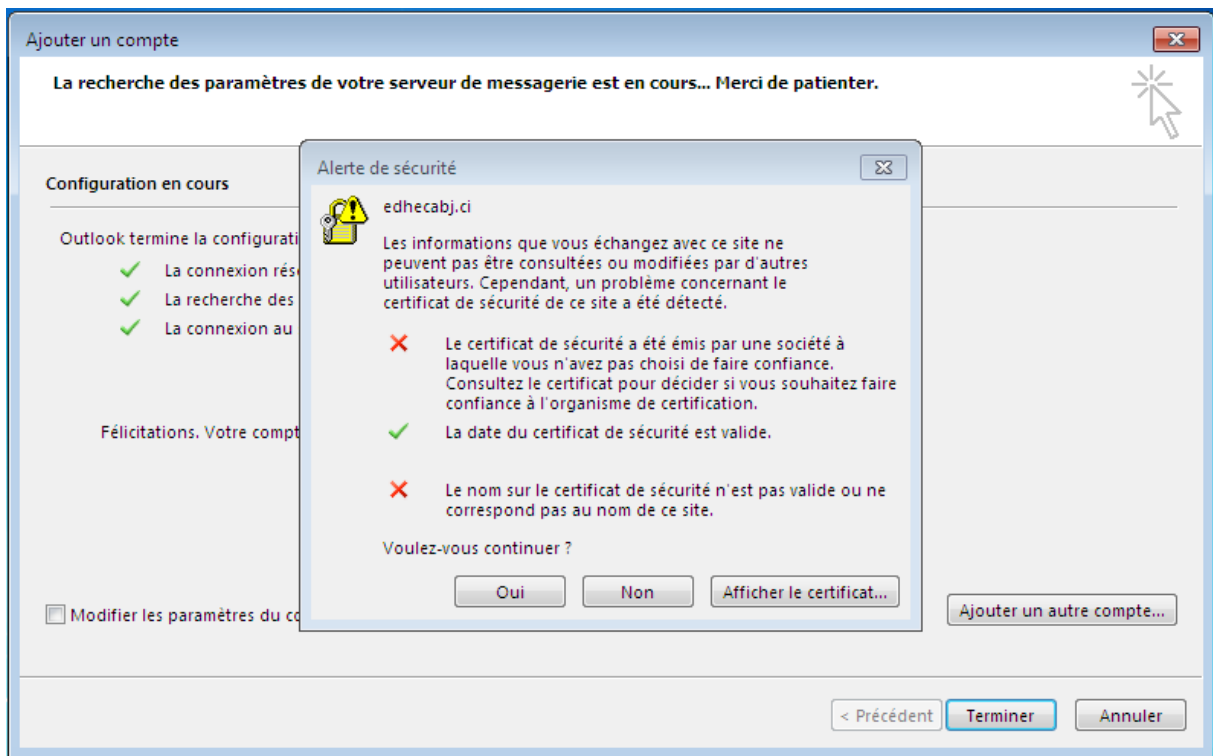 Ajouter un compte
La recherche des paramètres de votre serveur de messagerie est en cours... Merci de patienter.
Alerte de sécurité
Configuration en cours
edhecabj.ci
Outlook termine la configurati
Les informations que vous échangez avec ce site ne
peuvent pas être consultées ou modifiées par d'autres
utilisateurs. Cependant, un problème concernant le
certificat de sécurité de ce site a été détecté.
La connexion rés
La recherche des
La connexion au
Le certificat de sécurité a été émis par une société à
laquelle vous n'avez pas choisi de faire confiance.
Consultez le certificat pour décider si vous souhaitez faire
confiance à l'organisme de certification.
Félicitations. Votre compt
La date du certificat de sécurité est valide.
Le nom sur le certificat de sécurité n'est pas valide ou ne
correspond pas au nom de ce site.
Voulez-vous continuer ?
Oui
Non
Afficher le certificat...
Modifier les paramètres du co
Ajouter un autre compte...
< Précédent
Terminer
Annuler